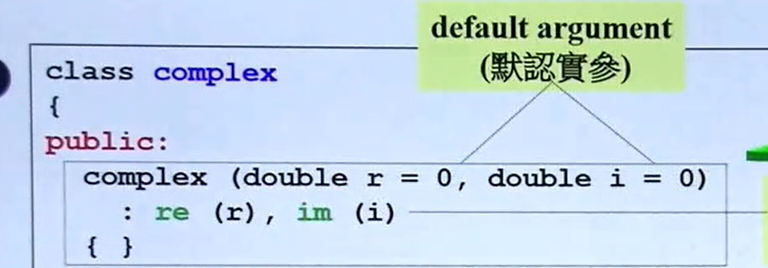 default argument
(默認實參)
class complex
{
public:
complex (double r = 0, double i = 0)
: re (r), im (i)
{ }